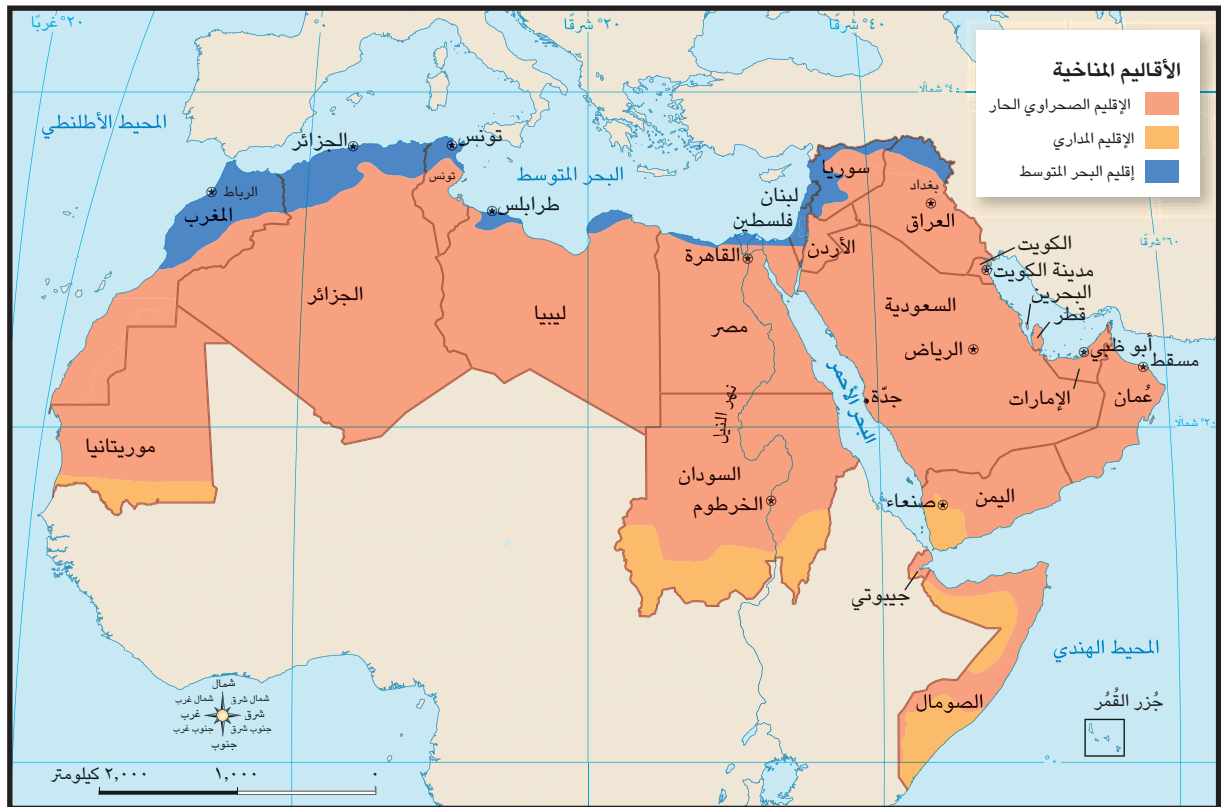 °٢٠ غربًا
°٠
°٢٠ شرقًا
°٤٠ شرقًا
الأقاليم المناخية
الإقليم الصحراوي الحار
الإقليم المداري
إقليم البحر المتوسط
°٤٠ شمالًا
°٦٠ شرقًا
°٢٠ شمالًا
°٠
المحيط الأطلنطي
البحر المتوسط
البحر الأحمر
المحيط الهندي
نهر النيل
الجزائر
تونس
تونس
الرباط
المغرب
طرابلس
الجزائر
ليبيا
القاهرة
مصر
موريتانيا
السودان
الخرطوم
سوريا
لبنان
فلسطين
الأردن
بغداد
العراق
الكويت
مدينة الكويت
البحرين
قطر
السعودية
الرياض
جدّة
أبو ظبي
مسقط
الإمارات
عُمان
صنعاء
اليمن
جيبوتي
الصومال
جُزر القُمُر
شمال
شمال غرب
شمال شرق
غرب
شرق
جنوب غرب
جنوب شرق
جنوب
٠
١,٠٠٠
٢,٠٠٠ كيلومتر